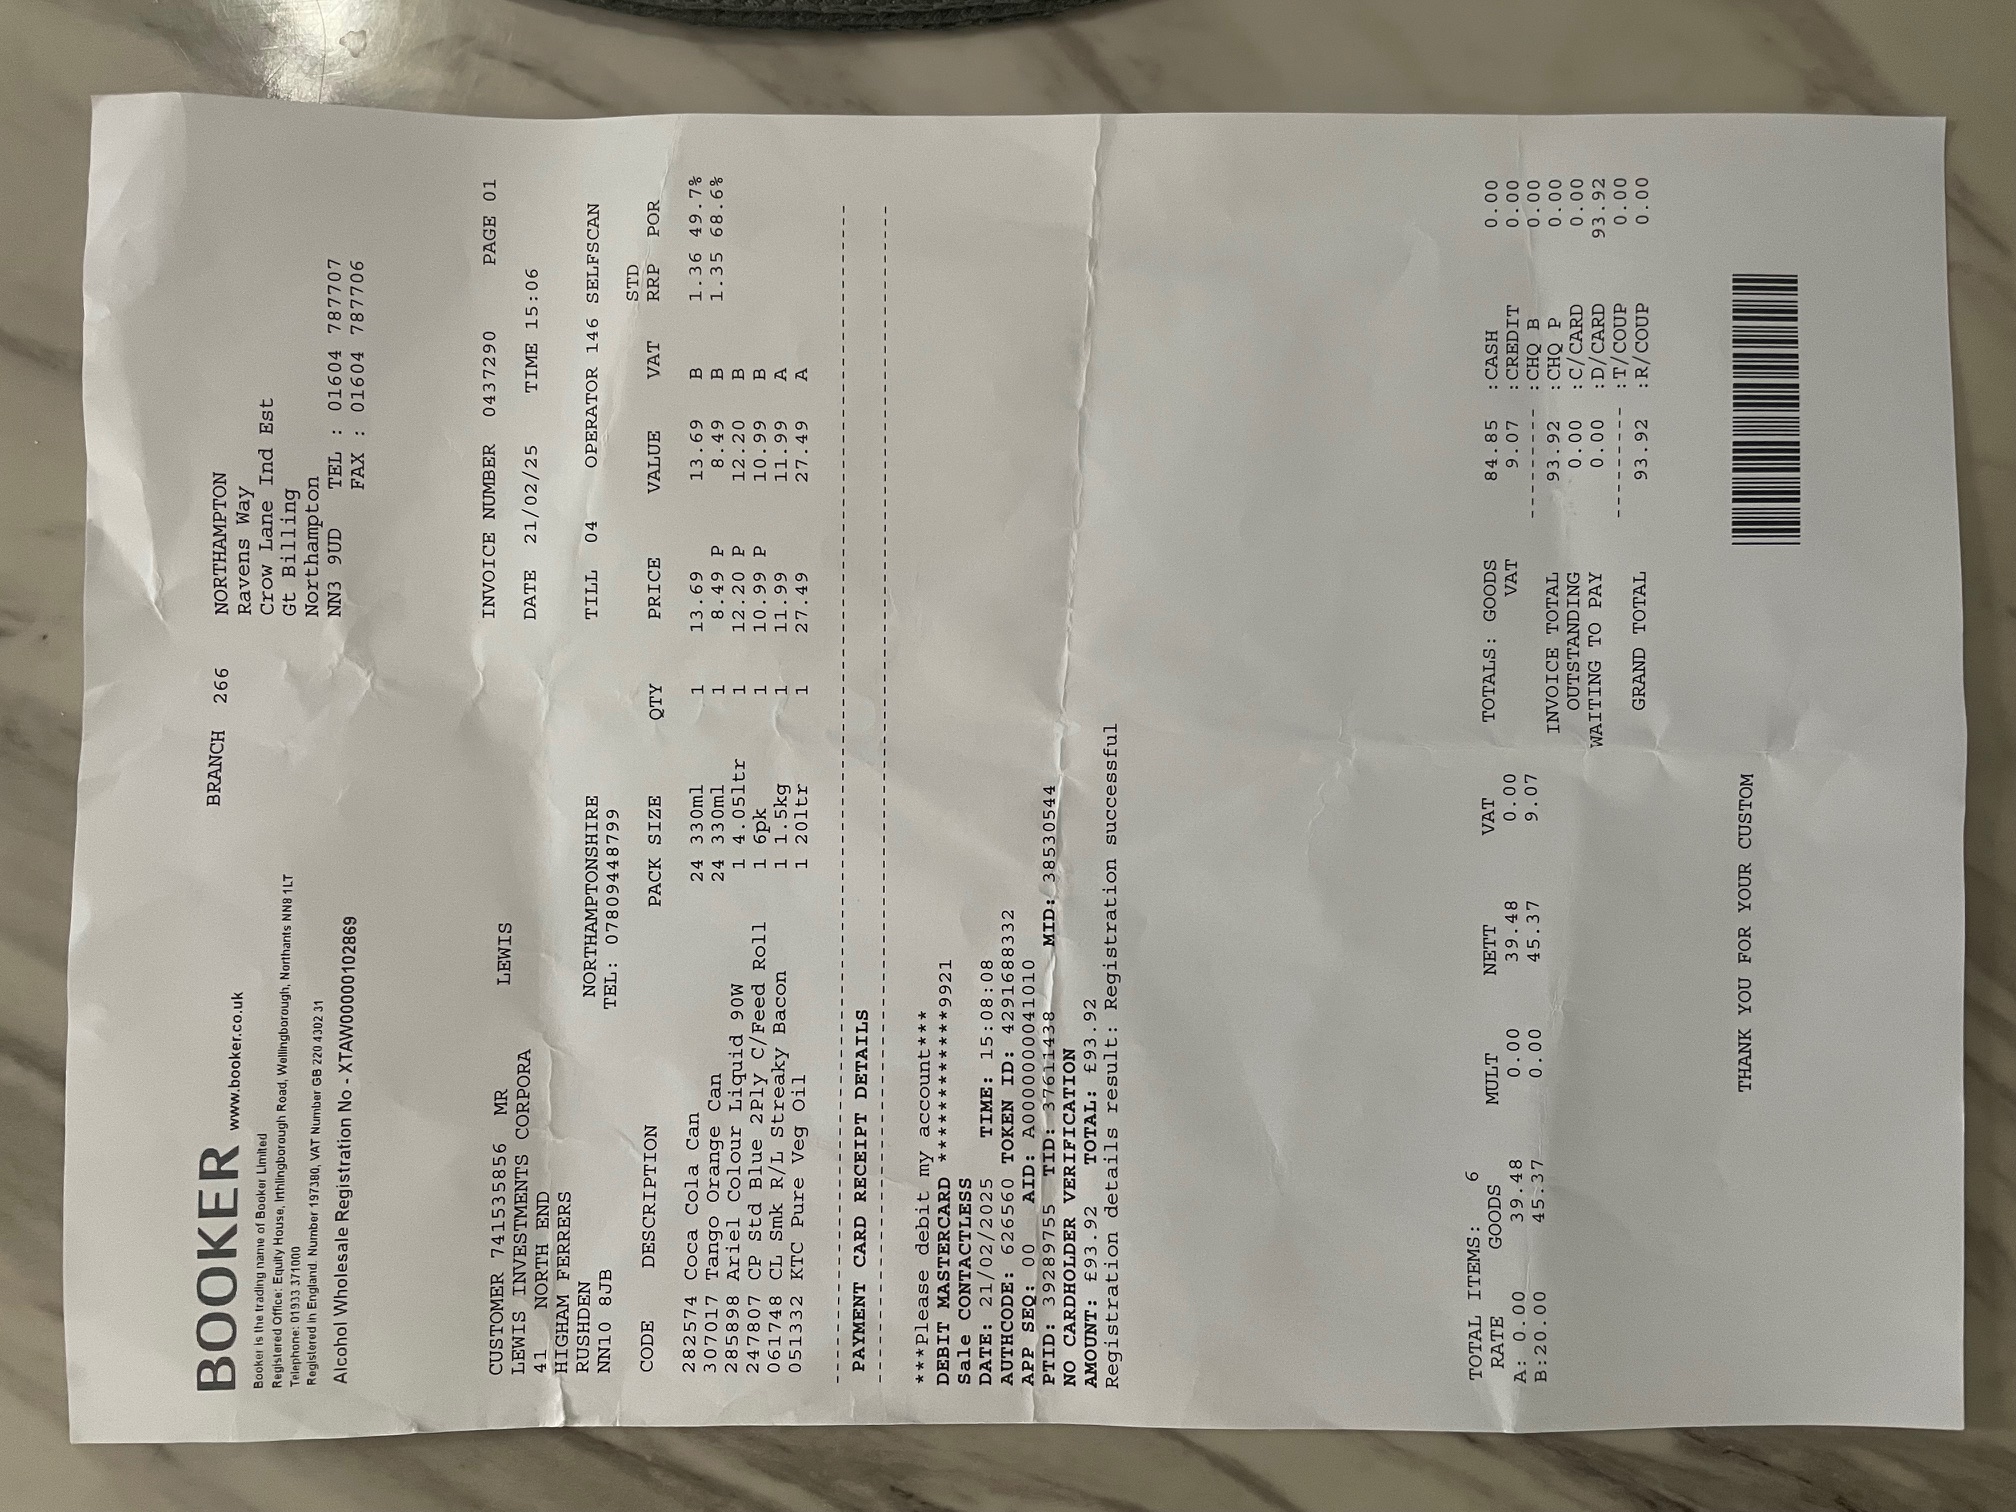 BOOKER www.booker.co.uk
Booker is the trading name of Booker Limited
Registered Office: Equity House, Irthlingborough Road, Wellingborough, Northants NN8 1LT
Telephone: 01933 371000
Registered in England. Number 197380, VAT Number GB 220 4302 31
Alcohol Wholesale Registration No - XTAW00000102869
BRANCH 266
NORTHAMPTON
Ravens Way
Crow Lane Ind Est
Gt Billing
Northampton
NN3 9UD TEL : 01604 787707
FAX : 01604 787706
CUSTOMER 741535856 MR LEWIS
LEWIS INVESTMENTS CORPORA
41 NORTH END
HIGHAM FERRERS
RUSHDEN NORTHAMPTONSHIRE
NN10 8JB TEL: 07809448799
INVOICE NUMBER 0437290 PAGE 01
DATE 21/02/25 TIME 15:06
TILL 04 OPERATOR 146 SELFSCAN
STD
CODE DESCRIPTION PACK SIZE QTY PRICE VALUE VAT RRP POR
282574 Coca Cola Can 24 330ml 1 13.69 13.69 B 1.36 49.7%
307017 Tango Orange Can 24 330ml 1 8.49 P 8.49 B 1.35 68.6%
285898 Ariel Colour Liquid 90W 1 4.05ltr 1 12.20 P 12.20 B
247807 CP Std Blue 2Ply C/Feed Roll 1 6pk 1 10.99 P 10.99 B
061748 CL Smk R/L Streaky Bacon 1 1.5kg 1 11.99 11.99 A
051332 KTC Pure Veg Oil 1 20ltr 1 27.49 27.49 A
PAYMENT CARD RECEIPT DETAILS
***Please debit my account***
DEBIT MASTERCARD ************9921
Sale CONTACTLESS
DATE: 21/02/2025 TIME: 15:08:08
AUTHCODE: 626560 TOKEN ID: 4291688332
APP SEQ: 00 AID: A0000000041010
PTID: 39289755 TID: 37611438 MID: 38530544
NO CARDHOLDER VERIFICATION
AMOUNT: £93.92 TOTAL: £93.92
Registration details result: Registration successful
TOTAL ITEMS: 6
RATE GOODS MULT NETT VAT
A: 0.00 39.48 0.00 39.48 0.00
B:20.00 45.37 0.00 45.37 9.07
TOTALS: GOODS 84.85 :CASH 0.00
VAT 9.07 :CREDIT 0.00
--------- :CHQ B 0.00
INVOICE TOTAL 93.92 :CHQ P 0.00
OUTSTANDING 0.00 :C/CARD 0.00
WAITING TO PAY 0.00 :D/CARD 93.92
--------- :T/COUP 0.00
GRAND TOTAL 93.92 :R/COUP 0.00
THANK YOU FOR YOUR CUSTOM